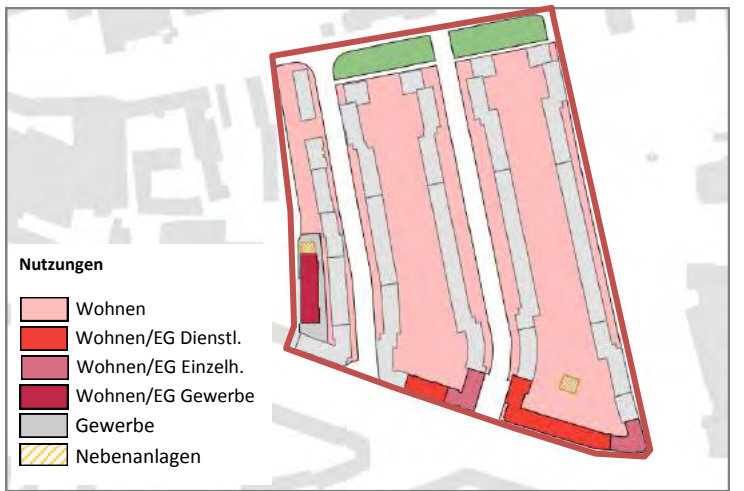 Nutzungen
Wohnen
Wohnen/EG Dienstl.
Wohnen/EG Einzelh.
Wohnen/EG Gewerbe
Gewerbe
Nebenanlagen